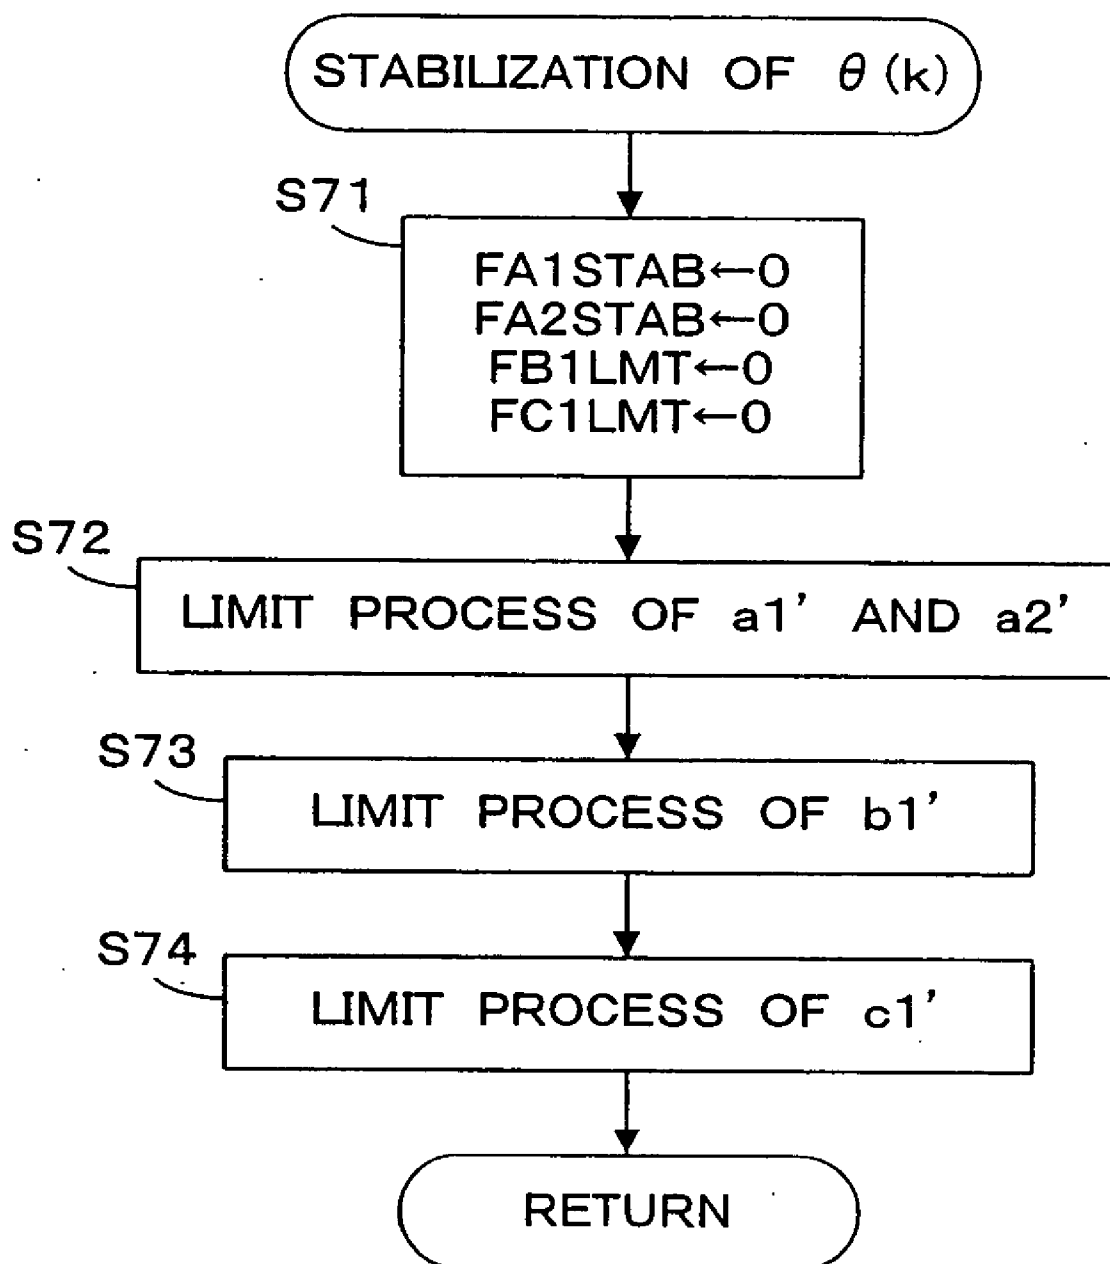 STABILIZATION OF θ(k)
S71
FA1STAB←0
FA2STAB←0
FB1LMT←0
FC1LMT←0
S72
LIMIT PROCESS OF a1' AND a2'
S73
LIMIT PROCESS OF b1'
S74
LIMIT PROCESS OF c1'
RETURN